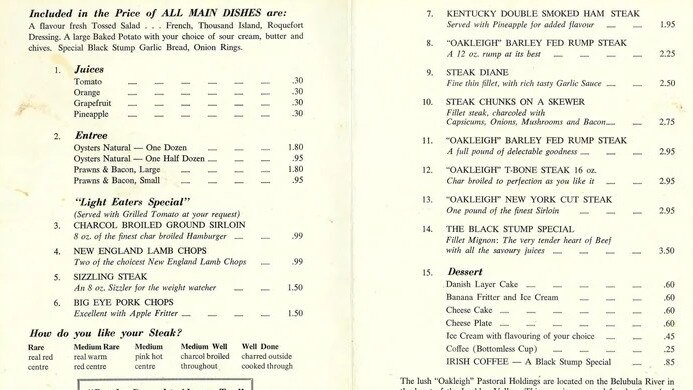 Included in the Price of ALL MAIN DISHES are:
A flavour fresh Tossed Salad . . . French, Thousand Island, Roquefort
Dressing. A large Baked Potato with your choice of sour cream, butter and
chives. Special Black Stump Garlic Bread, Onion Rings.
1. Juices
Tomato .30
Orange .30
Grapefruit .30
Pineapple .30
2. Entree
Oysters Natural — One Dozen 1.80
Oysters Natural — One Half Dozen .95
Prawns & Bacon, Large 1.80
Prawns & Bacon, Small .95
"Light Eaters Special"
(Served with Grilled Tomato at your request)
3. CHARCOL BROILED GROUND SIRLOIN
8 oz. of the finest char broiled Hamburger .99
4. NEW ENGLAND LAMB CHOPS
Two of the choicest New England Lamb Chops .99
5. SIZZLING STEAK
An 8 oz. Sizzler for the weight watcher 1.50
6. BIG EYE PORK CHOPS
Excellent with Apple Fritter 1.50
How do you like your Steak?
Rare Medium Rare Medium Medium Well Well Done
real red real warm pink hot charcol broiled charred outside
centre red centre centre throughout cooked through
7. KENTUCKY DOUBLE SMOKED HAM STEAK
Served with Pineapple for added flavour 1.95
8. "OAKLEIGH" BARLEY FED RUMP STEAK
A 12 oz. rump at its best 2.25
9. STEAK DIANE
Fine thin fillet, with rich tasty Garlic Sauce 2.50
10. STEAK CHUNKS ON A SKEWER
Fillet steak, charcoled with
Capsicums, Onions, Mushrooms and Bacon 2.75
11. "OAKLEIGH" BARLEY FED RUMP STEAK
A full pound of delectable goodness 2.95
12. "OAKLEIGH" T-BONE STEAK 16 oz.
Char broiled to perfection as you like it 2.95
13. "OAKLEIGH" NEW YORK CUT STEAK
One pound of the finest Sirloin 2.95
14. THE BLACK STUMP SPECIAL
Fillet Mignon: The very tender heart of Beef
with all the savoury juices 3.50
15. Dessert
Danish Layer Cake .60
Banana Fritter and Ice Cream .60
Cheese Cake .60
Cheese Plate .60
Ice Cream with flavouring of your choice .45
Coffee (Bottomless Cup) .25
IRISH COFFEE — A Black Stump Special .85
The lush "Oakleigh" Pastoral Holdings are located on the Belubula River in